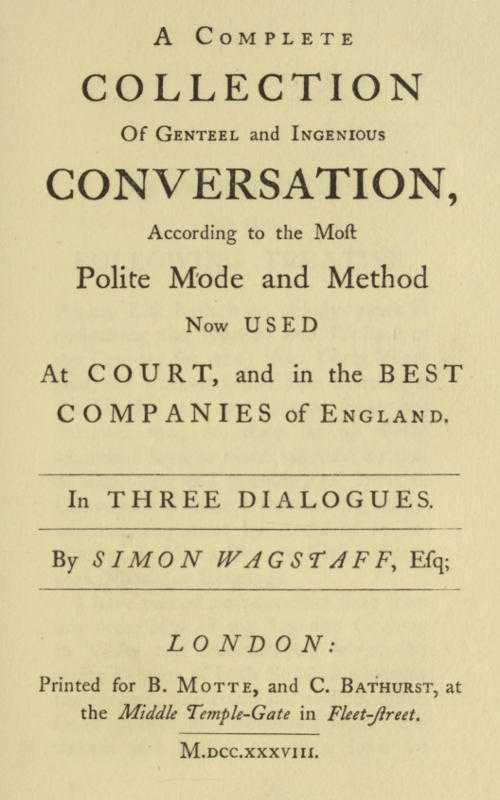 A COMPLETE
COLLECTION
Of GENTEEL and INGENIOUS
CONVERSATION,
According to the Moſt
Polite Mode and Method
Now USED
At COURT, and in the BEST
COMPANIES of ENGLAND.
In THREE DIALOGUES.
By SIMON WAGSTAFF, Eſq;
LONDON:
Printed for B. MOTTE, and C. BATHURST, at
the Middle Temple-Gate in Fleet-ſtreet.
M.DCC.XXXVIII.